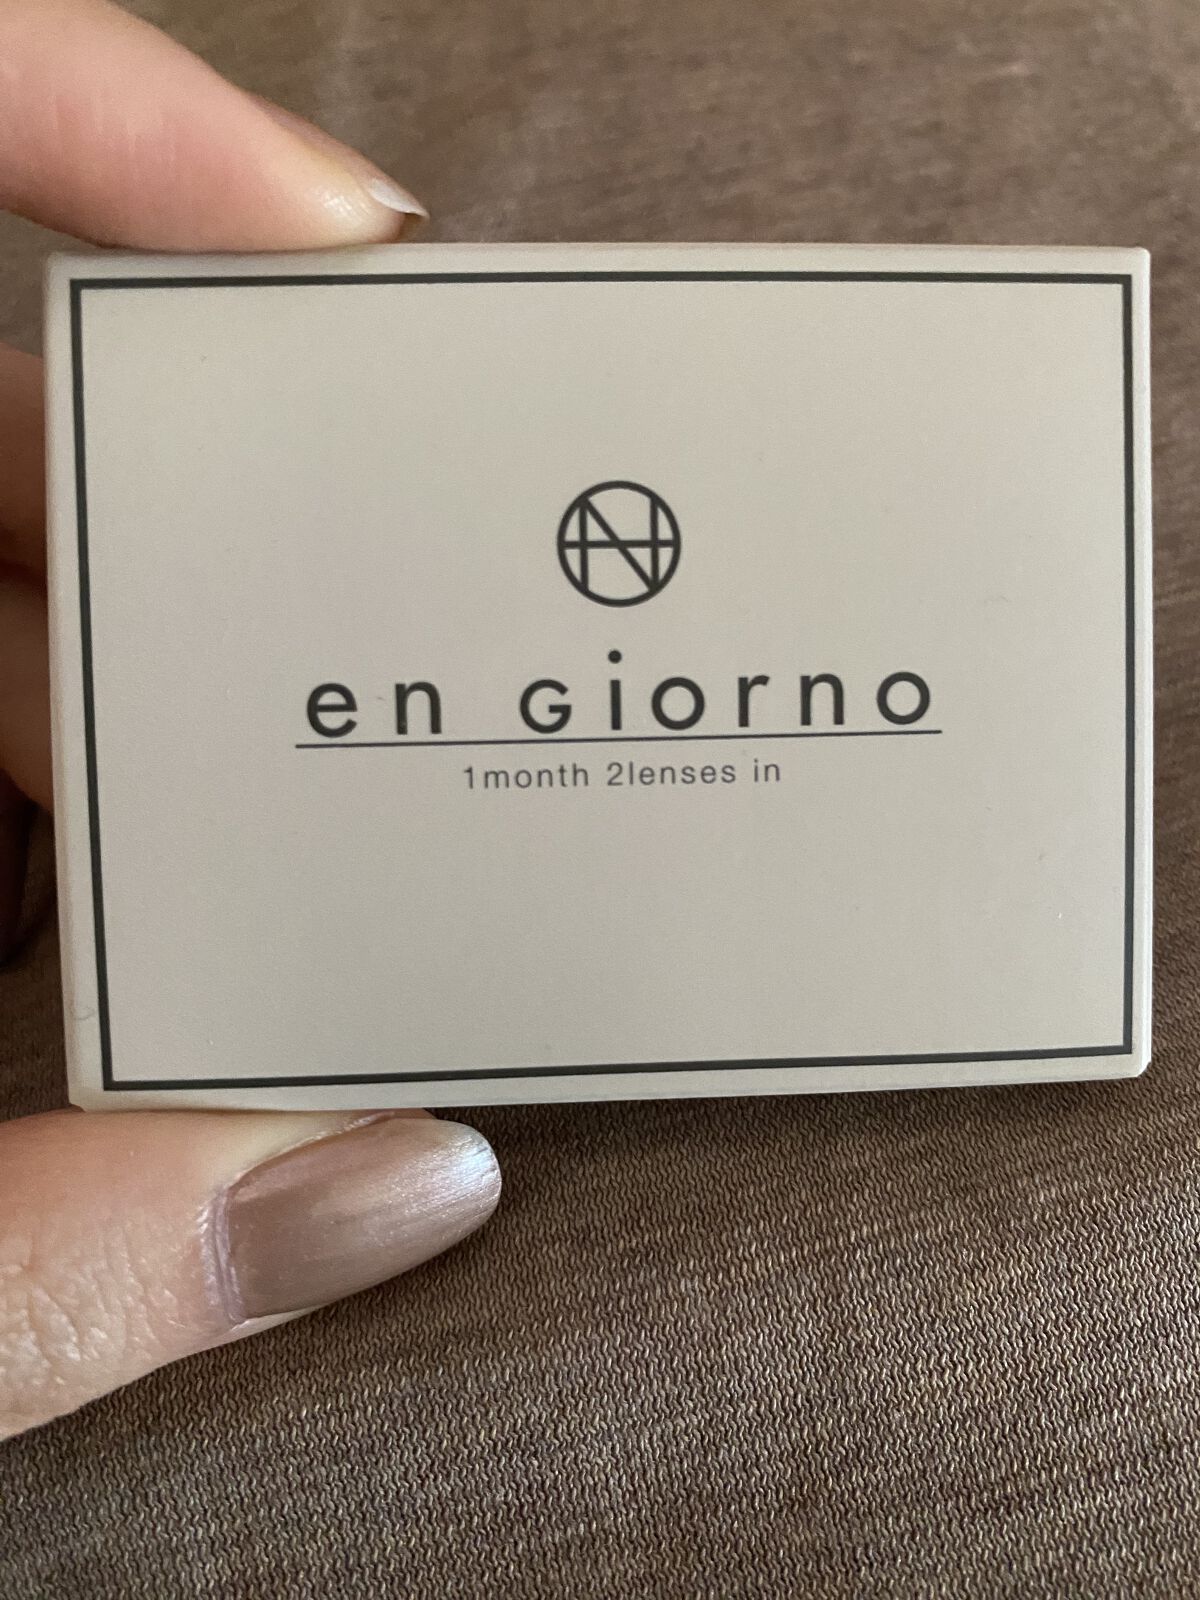 en Giorno
1month 2lenses in